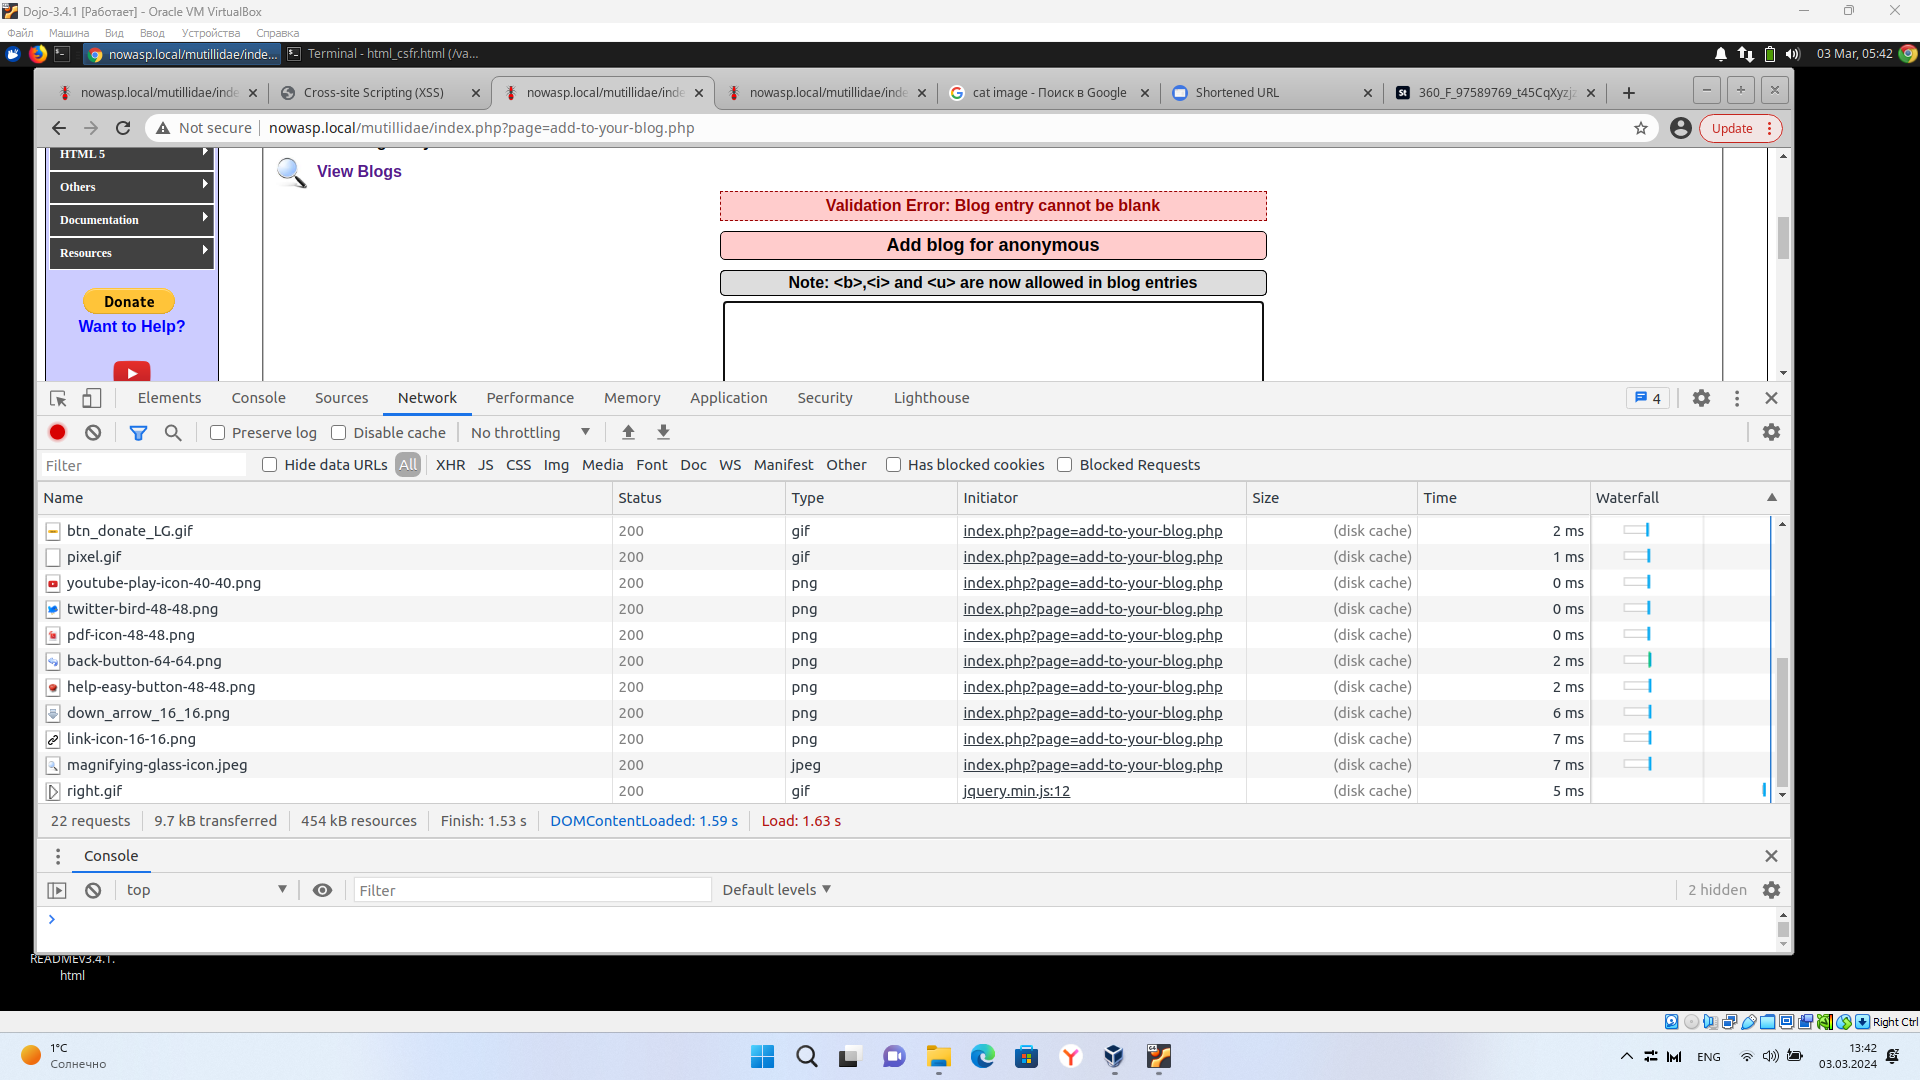 Dojo-3.4.1 [Работает] - Oracle VM VirtualBox
Файл Машина Вид Ввод Устройства Справка
nowasp.local/mutillidae/inde... Terminal - html_csfr.html (/va... 03 Mar, 05:42
nowasp.local/mutillidae/inde Cross-site Scripting (XSS) nowasp.local/mutillidae/inde nowasp.local/mutillidae/inde cat image - Поиск в Google Shortened URL 360_F_97589769_t45CqXyzjz
Not secure nowasp.local/mutillidae/index.php?page=add-to-your-blog.php Update
HTML 5
Others
Documentation
Resources
Donate
Want to Help?
View Blogs
Validation Error: Blog entry cannot be blank
Add blog for anonymous
Note: <b>,<i> and <u> are now allowed in blog entries
Elements Console Sources Network Performance Memory Application Security Lighthouse 4
Preserve log Disable cache No throttling
Filter Hide data URLs All XHR JS CSS Img Media Font Doc WS Manifest Other Has blocked cookies Blocked Requests
Name Status Type Initiator Size Time Waterfall
btn_donate_LG.gif 200 gif index.php?page=add-to-your-blog.php (disk cache) 2 ms
pixel.gif 200 gif index.php?page=add-to-your-blog.php (disk cache) 1 ms
youtube-play-icon-40-40.png 200 png index.php?page=add-to-your-blog.php (disk cache) 0 ms
twitter-bird-48-48.png 200 png index.php?page=add-to-your-blog.php (disk cache) 0 ms
pdf-icon-48-48.png 200 png index.php?page=add-to-your-blog.php (disk cache) 0 ms
back-button-64-64.png 200 png index.php?page=add-to-your-blog.php (disk cache) 2 ms
help-easy-button-48-48.png 200 png index.php?page=add-to-your-blog.php (disk cache) 2 ms
down_arrow_16_16.png 200 png index.php?page=add-to-your-blog.php (disk cache) 6 ms
link-icon-16-16.png 200 png index.php?page=add-to-your-blog.php (disk cache) 7 ms
magnifying-glass-icon.jpeg 200 jpeg index.php?page=add-to-your-blog.php (disk cache) 7 ms
right.gif 200 gif jquery.min.js:12 (disk cache) 5 ms
22 requests 9.7 kB transferred 454 kB resources Finish: 1.53 s DOMContentLoaded: 1.59 s Load: 1.63 s
Console
top Filter Default levels 2 hidden
READMEv3.4.1.
html
Right Ctrl
1°C
Солнечно
ENG
13:42
03.03.2024